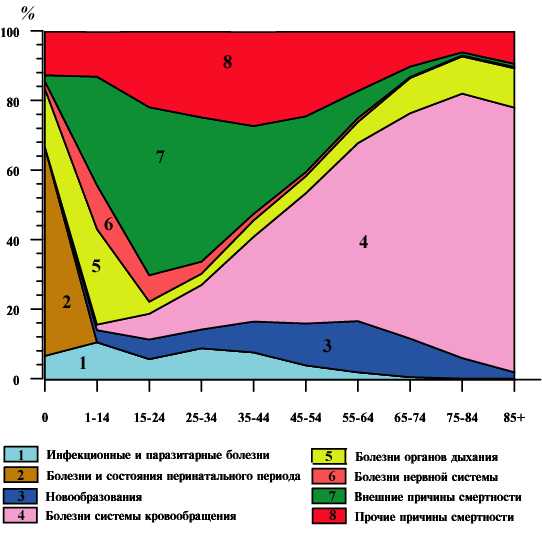 %
100
8
80
7
60
6
5
40
4
2
20
3
1
0
0 1-14 15-24 25-34 35-44 45-54 55-64 65-74 75-84 85+
1 Инфекционные и паразитарные болезни
2 Болезни и состояния перинатального периода
3 Новообразования
4 Болезни системы кровообращения
5 Болезни органов дыхания
6 Болезни нервной системы
7 Внешние причины смертности
8 Прочие причины смертности